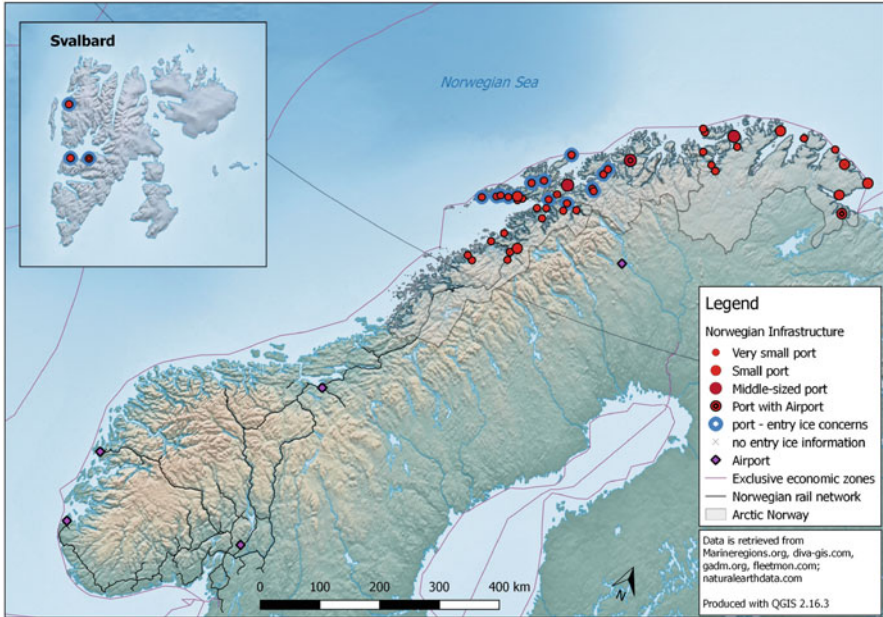 Svalbard
Norwegian Sea
Legend
Norwegian Infrastructure
Very small port
Small port
Middle-sized port
Port with Airport
port - entry ice concerns
no entry ice information
Airport
Exclusive economic zones
Norwegian rail network
Arctic Norway
Data is retrieved from
Marineregions.org, diva-gis.com,
gadm.org, fleetmon.com;
naturalearthdata.com
Produced with QGIS 2.16.3
N
0 100 200 300 400 km